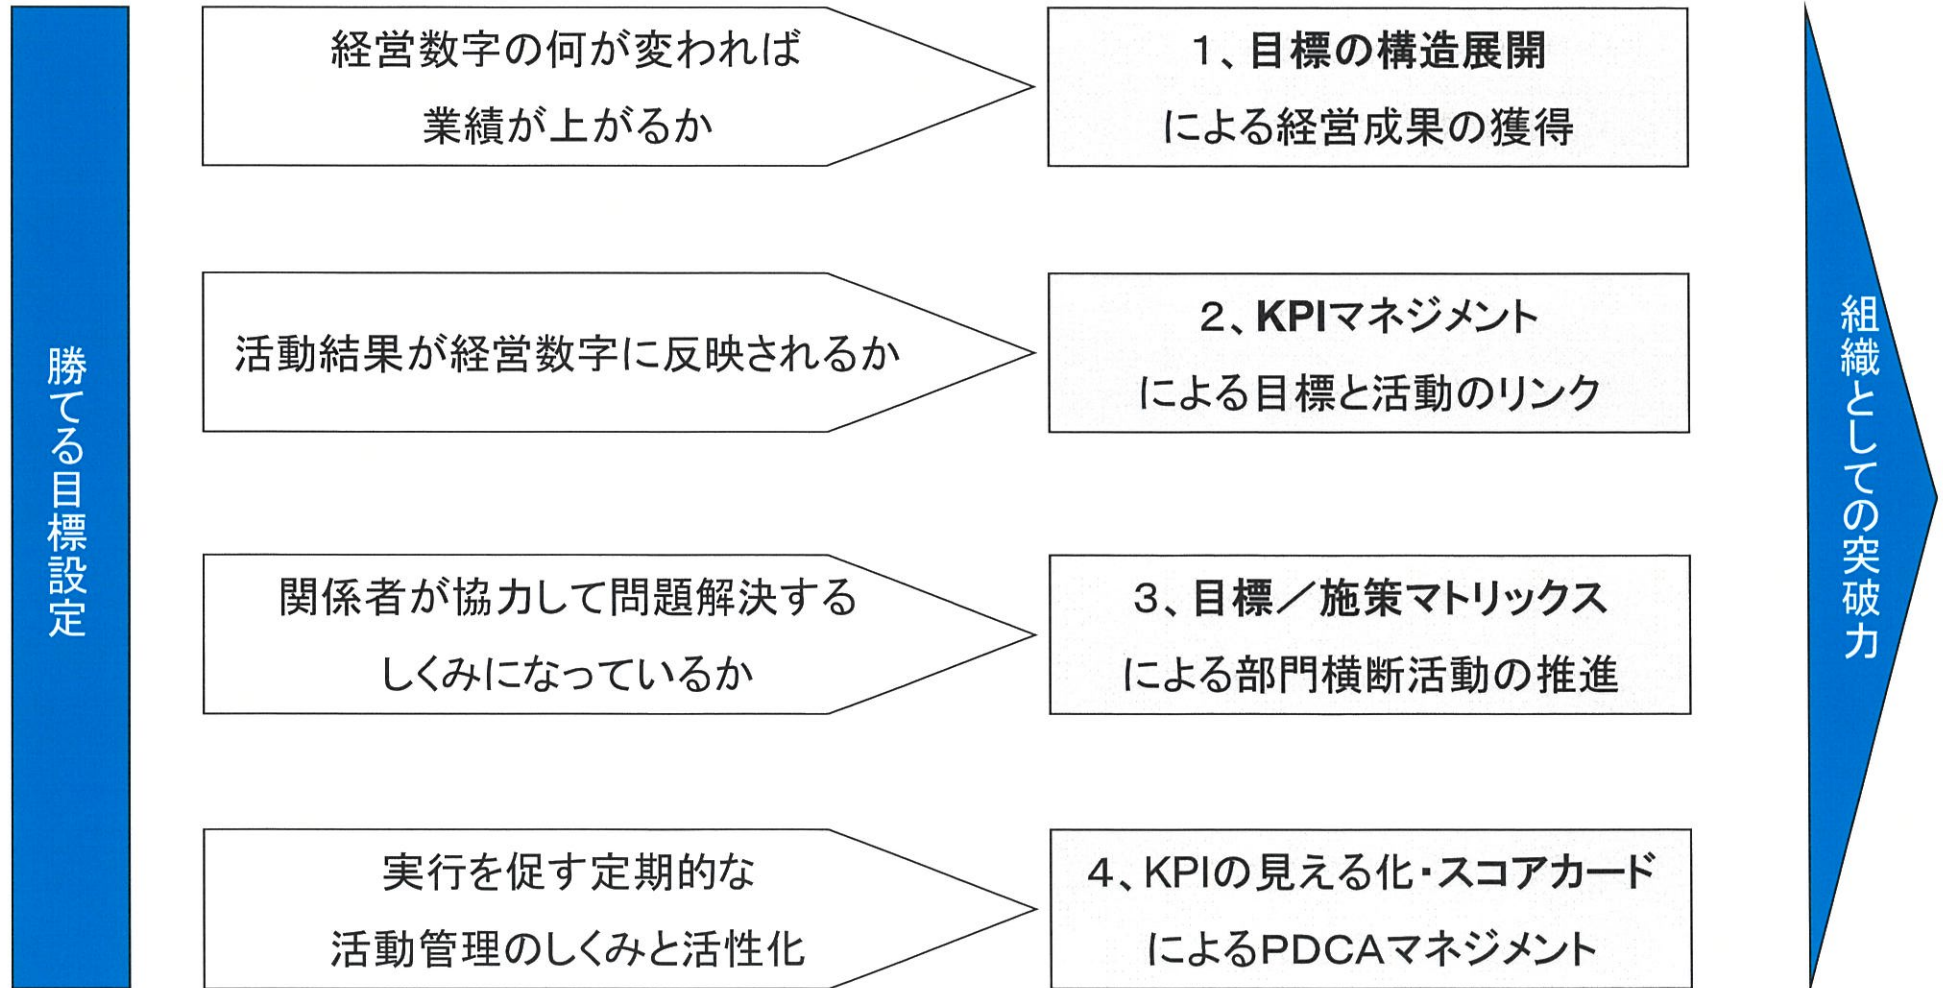 勝てる目標設定
経営数字の何が変われば
業績が上がるか
1、目標の構造展開
による経営成果の獲得
活動結果が経営数字に反映されるか
2、KPIマネジメント
による目標と活動のリンク
関係者が協力して問題解決する
しくみになっているか
3、目標／施策マトリックス
による部門横断活動の推進
実行を促す定期的な
活動管理のしくみと活性化
4、KPIの見える化・スコアカード
によるPDCAマネジメント
組織としての突破力